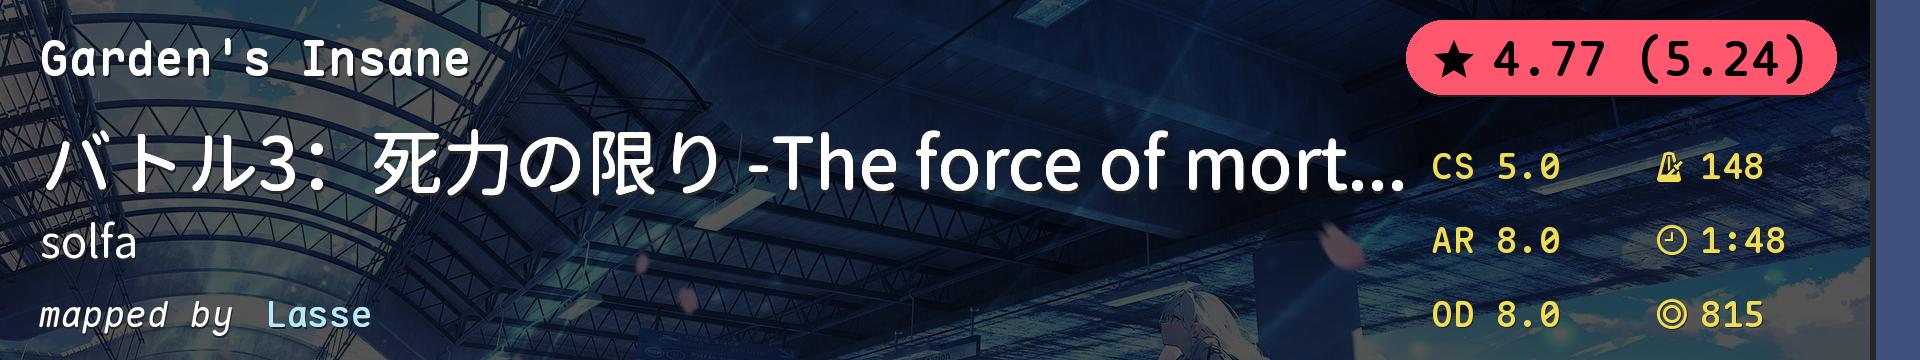 Garden's Insane
★ 4.77 (5.24)
バトル3：死力の限り -The force of mort...
CS 5.0 148
solfa
AR 8.0 1:48
mapped by Lasse
OD 8.0 815